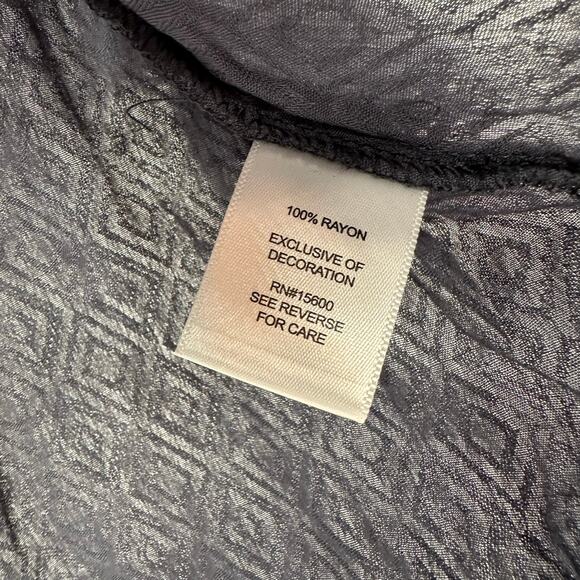 100% RAYON
EXCLUSIVE OF
DECORATION
RN#15600
SEE REVERSE
FOR CARE